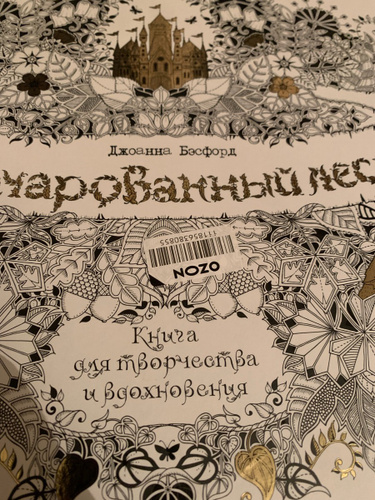 Джоанна Бэсфорд
чарованный лес
OZON
Книга
для творчества
и вдохновения